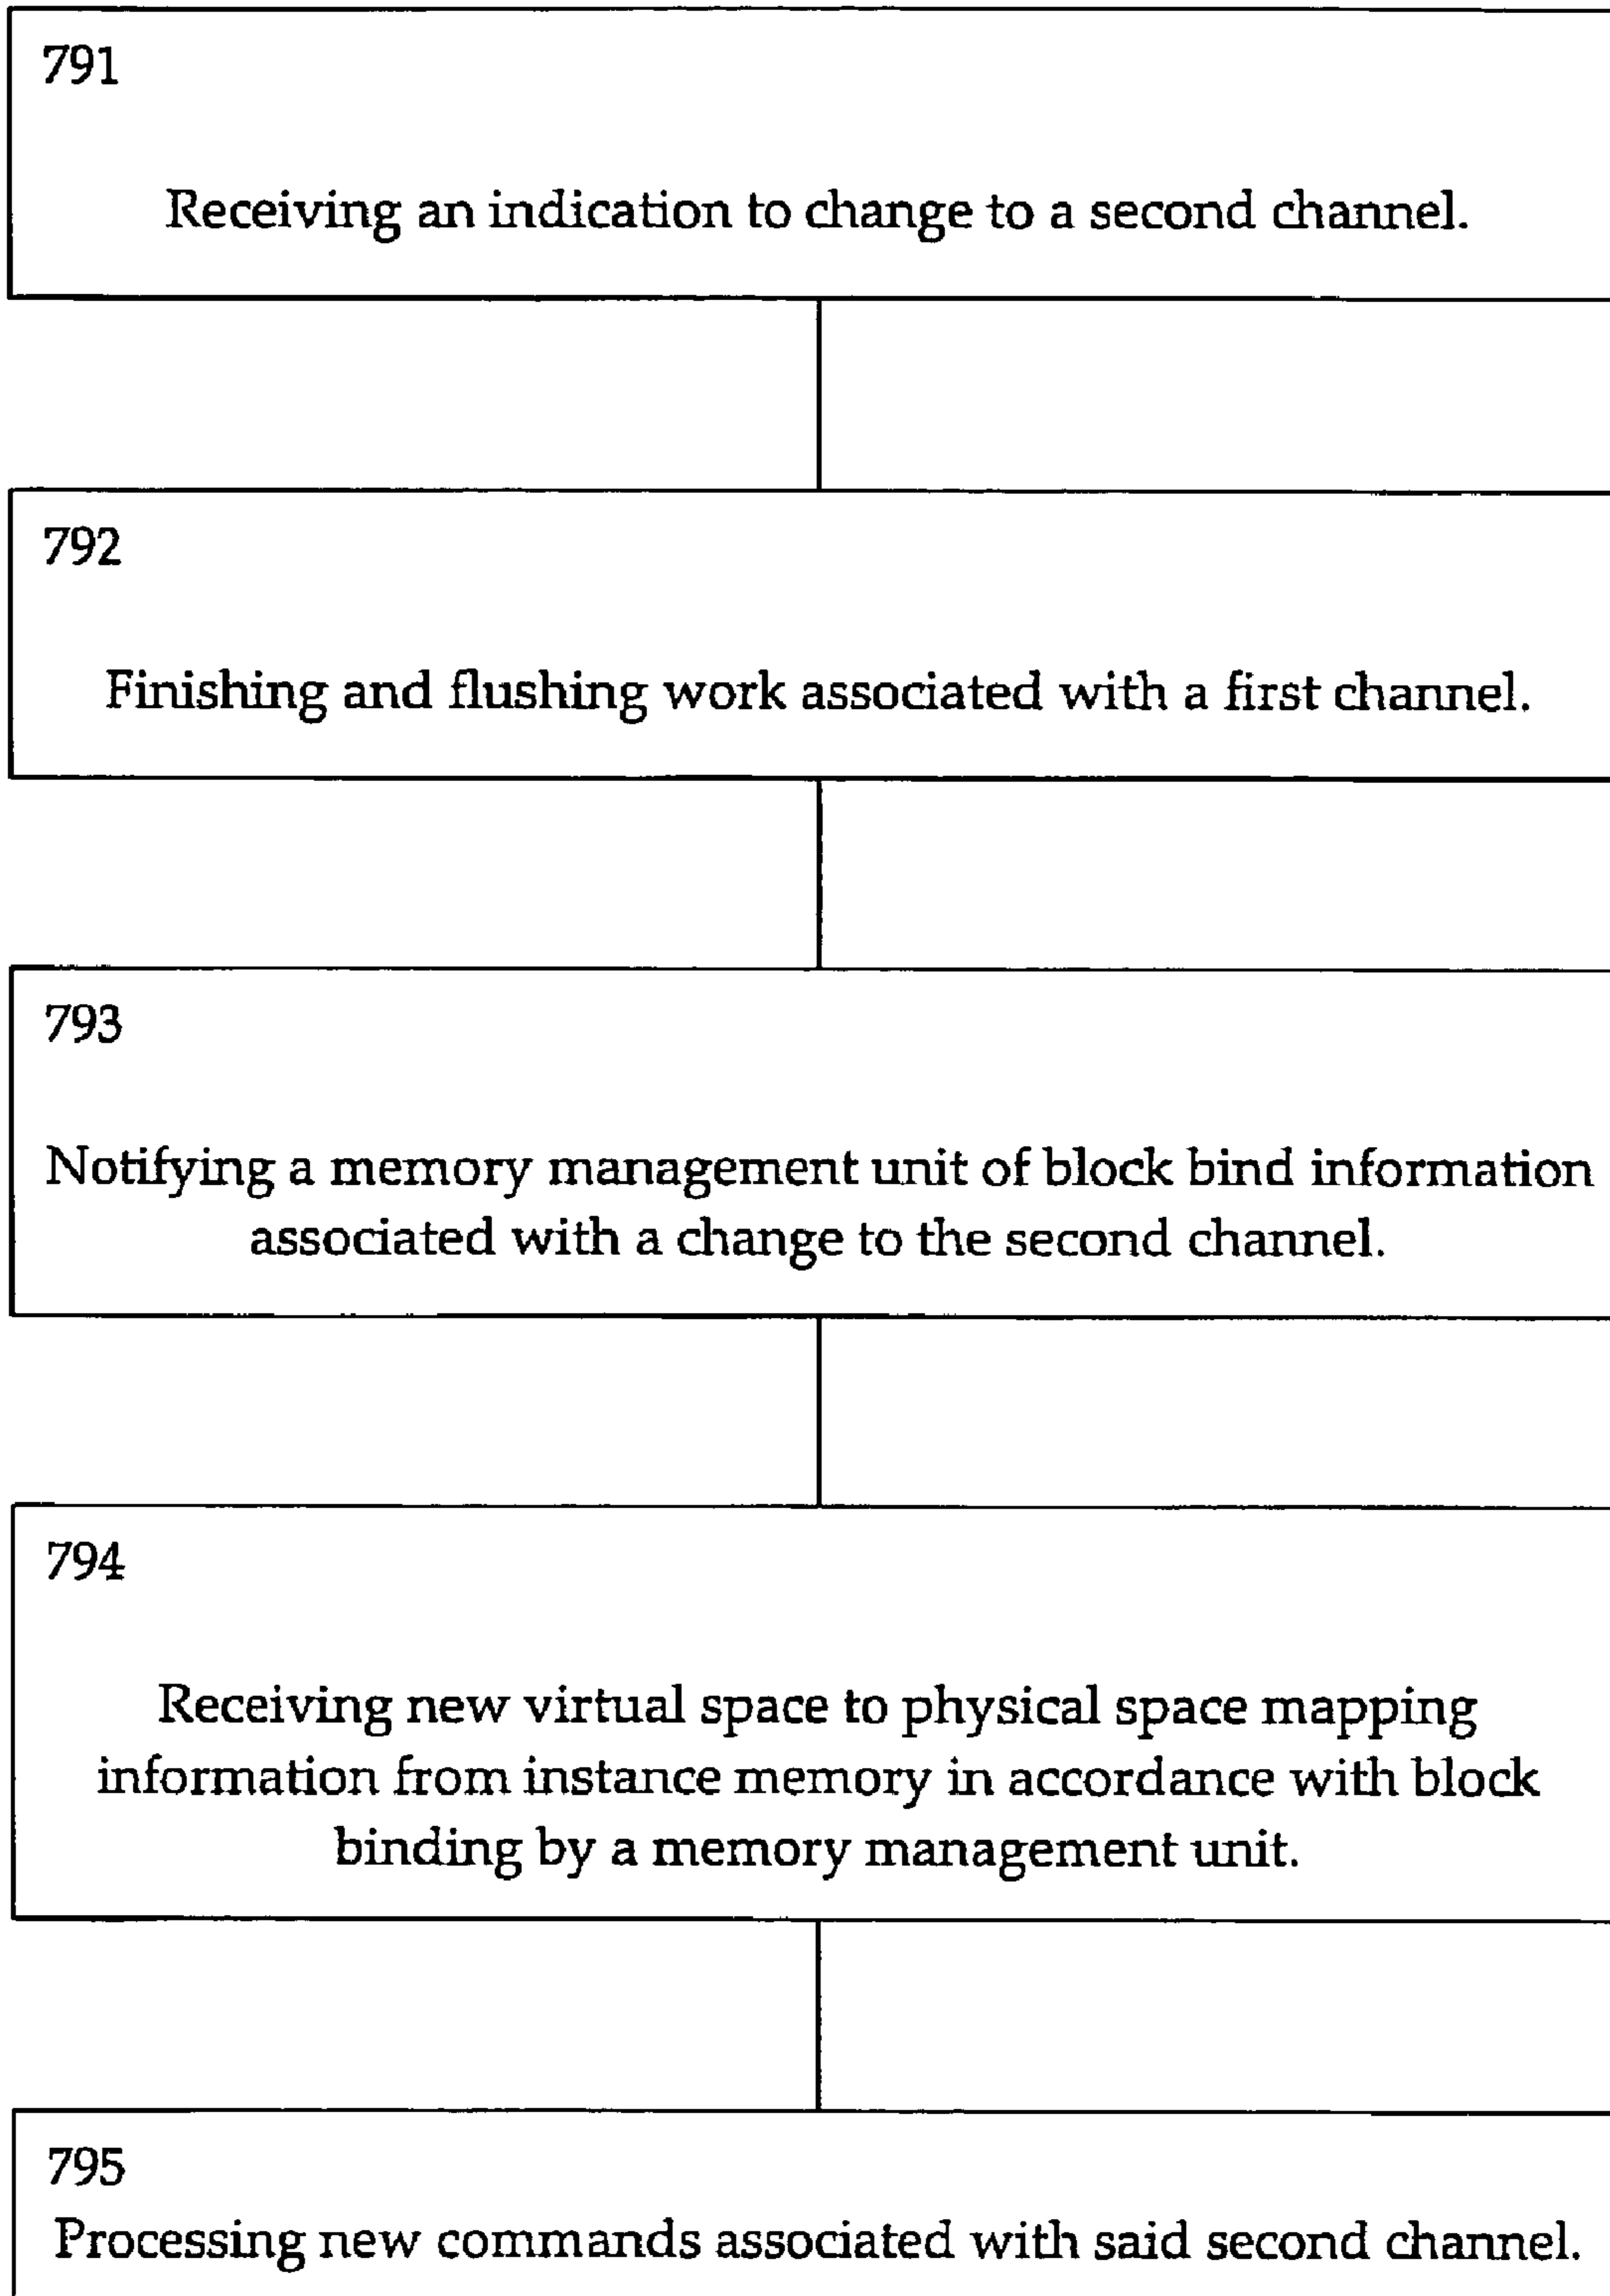 791
Receiving an indication to change to a second channel.
792
Finishing and flushing work associated with a first channel.
793
Notifying a memory management unit of block bind information
associated with a change to the second channel.
794
Receiving new virtual space to physical space mapping
information from instance memory in accordance with block
binding by a memory management unit.
795
Processing new commands associated with said second channel.